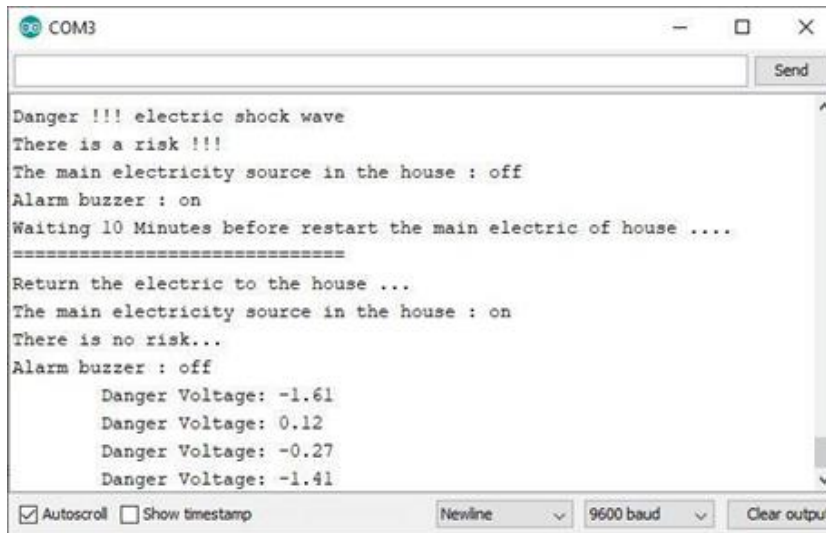 COM3
Send
Danger !!! electric shock wave
There is a risk !!!
The main electricity source in the house : off
Alarm buzzer : on
Waiting 10 Minutes before restart the main electric of house ....
==============================
Return the electric to the house ...
The main electricity source in the house : on
There is no risk...
Alarm buzzer : off
Danger Voltage: -1.61
Danger Voltage: 0.12
Danger Voltage: -0.27
Danger Voltage: -1.41
Autoscroll Show timestamp Newline 9600 baud Clear output